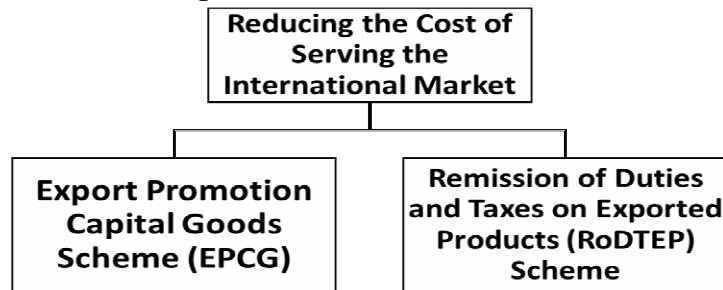 Reducing the Cost of
Serving the
International Market
Export Promotion
Capital Goods
Scheme (EPCG)
Remission of Duties
and Taxes on Exported
Products (RoDTEP)
Scheme